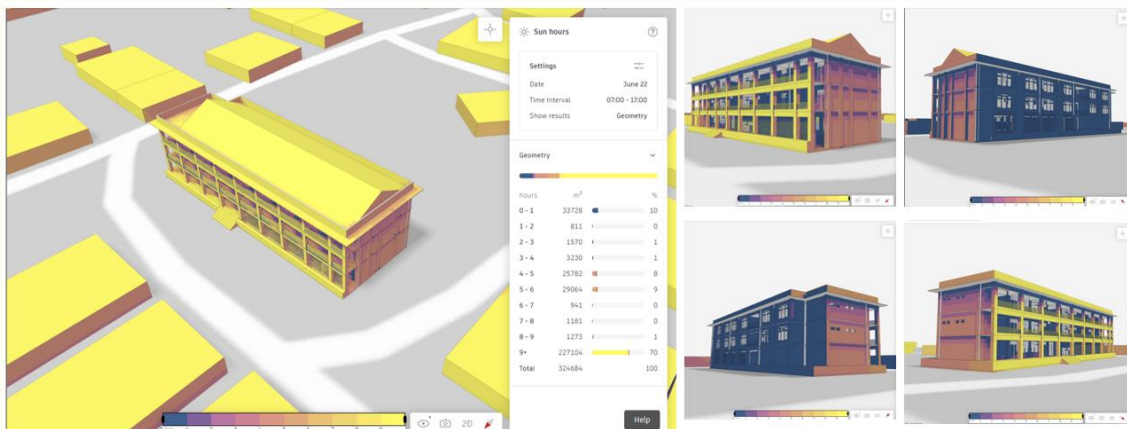 Sun hours
Settings
Date June 22
Time interval 07:00 - 17:00
Show results Geometry
Geometry
hours m² %
0 - 1 33728 10
1 - 2 811 0
2 - 3 1570 1
3 - 4 3230 1
4 - 5 25782 8
5 - 6 29064 9
6 - 7 941 0
7 - 8 1181 0
8 - 9 1273 1
9+ 227104 70
Total 324684 100
Help
2D